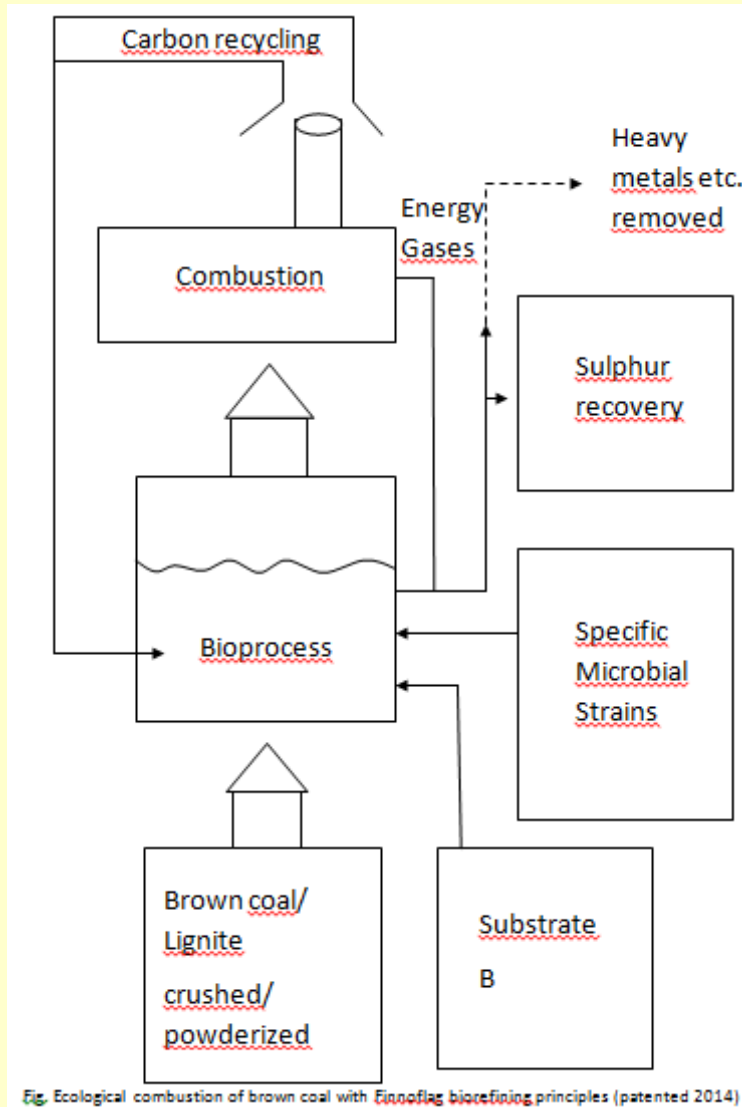 Carbon recycling
Heavy
metals etc.
removed
Energy
Gases
Combustion
Sulphur
recovery
Bioprocess
Specific
Microbial
Strains
Brown coal/
Lignite
crushed/
powderized
Substrate
B
Fig. Ecological combustion of brown coal with Finnoflag biorefining principles (patented 2014)